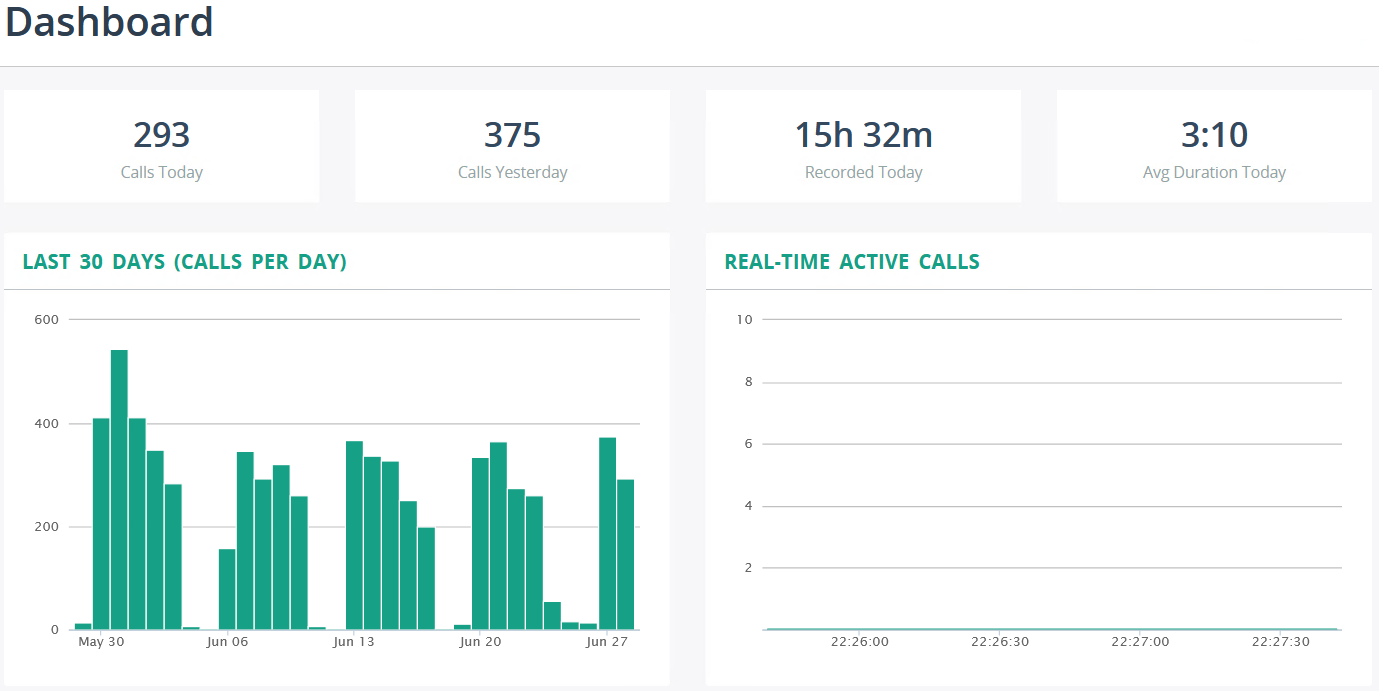 Dashboard
293
Calls Today
375
Calls Yesterday
15h 32m
Recorded Today
3:10
Avg Duration Today
LAST 30 DAYS (CALLS PER DAY)
600
400
200
0
May 30 Jun 06 Jun 13 Jun 20 Jun 27
REAL-TIME ACTIVE CALLS
10
8
6
4
2
22:26:00 22:26:30 22:27:00 22:27:30